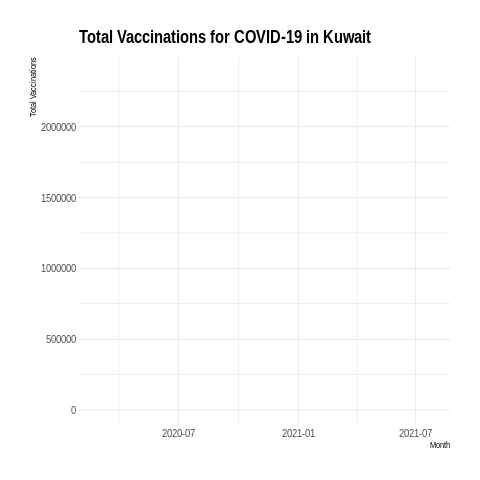 Total Vaccinations for COVID-19 in Kuwait
Total Vaccinations
2000000
1500000
1000000
500000
0
2020-07
2021-01
2021-07
Month